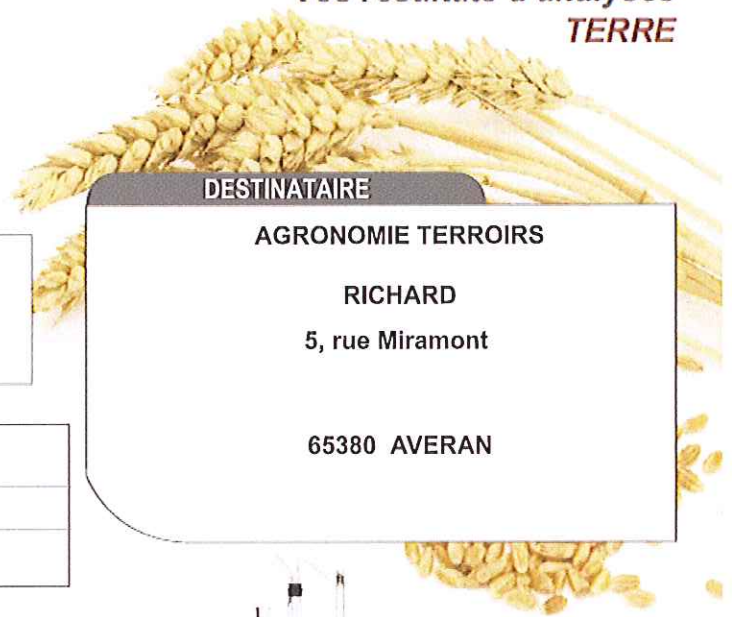 TERRE
DESTINATAIRE
AGRONOMIE TERROIRS
RICHARD
5, rue Miramont
65380 AVERAN